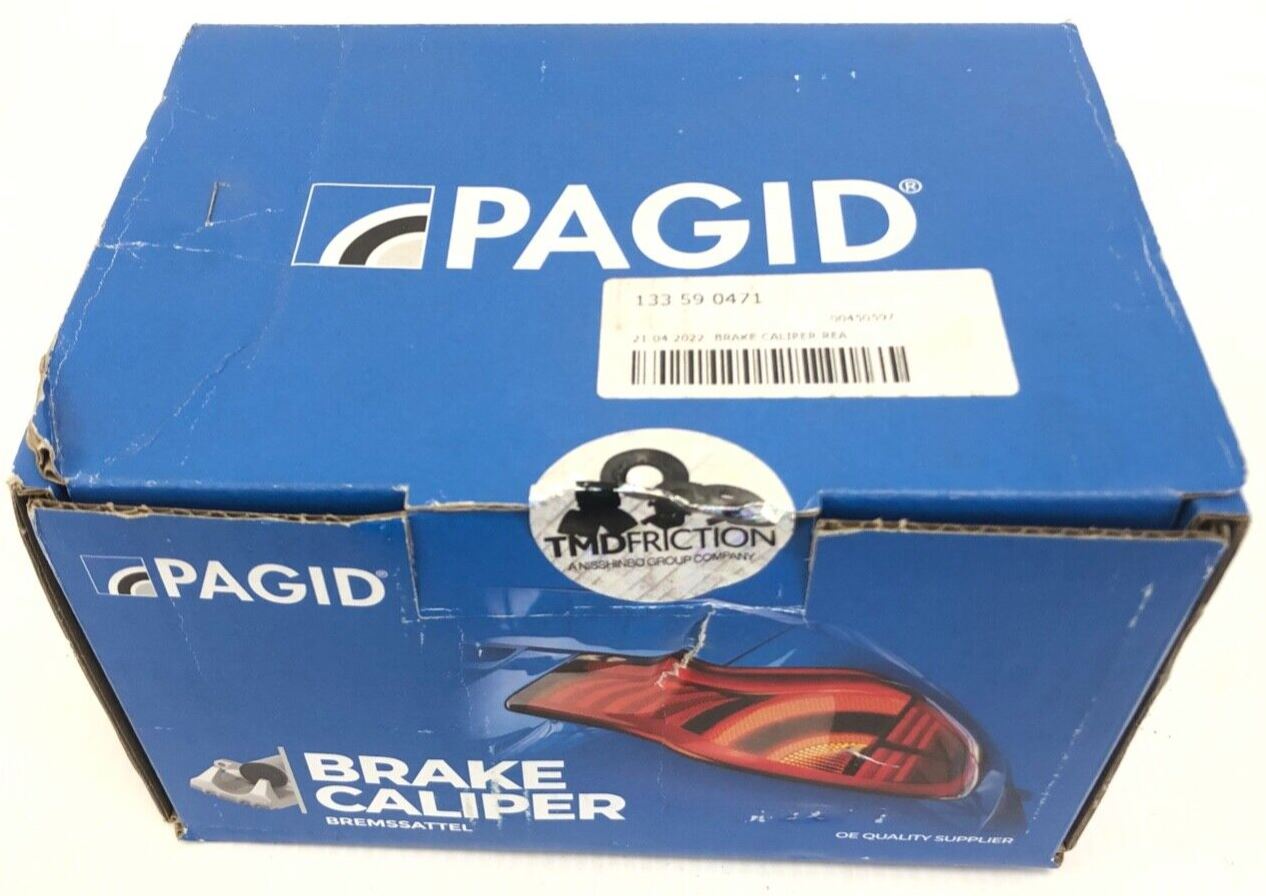 PAGID®
133 59 0471
00450597
21 04 2022 BRAKE CALIPER REA
TMDFRICTION
A NISSHINBO GROUP COMPANY
PAGID®
BRAKE
CALIPER
BREMSSATTEL
OE QUALITY SUPPLIER